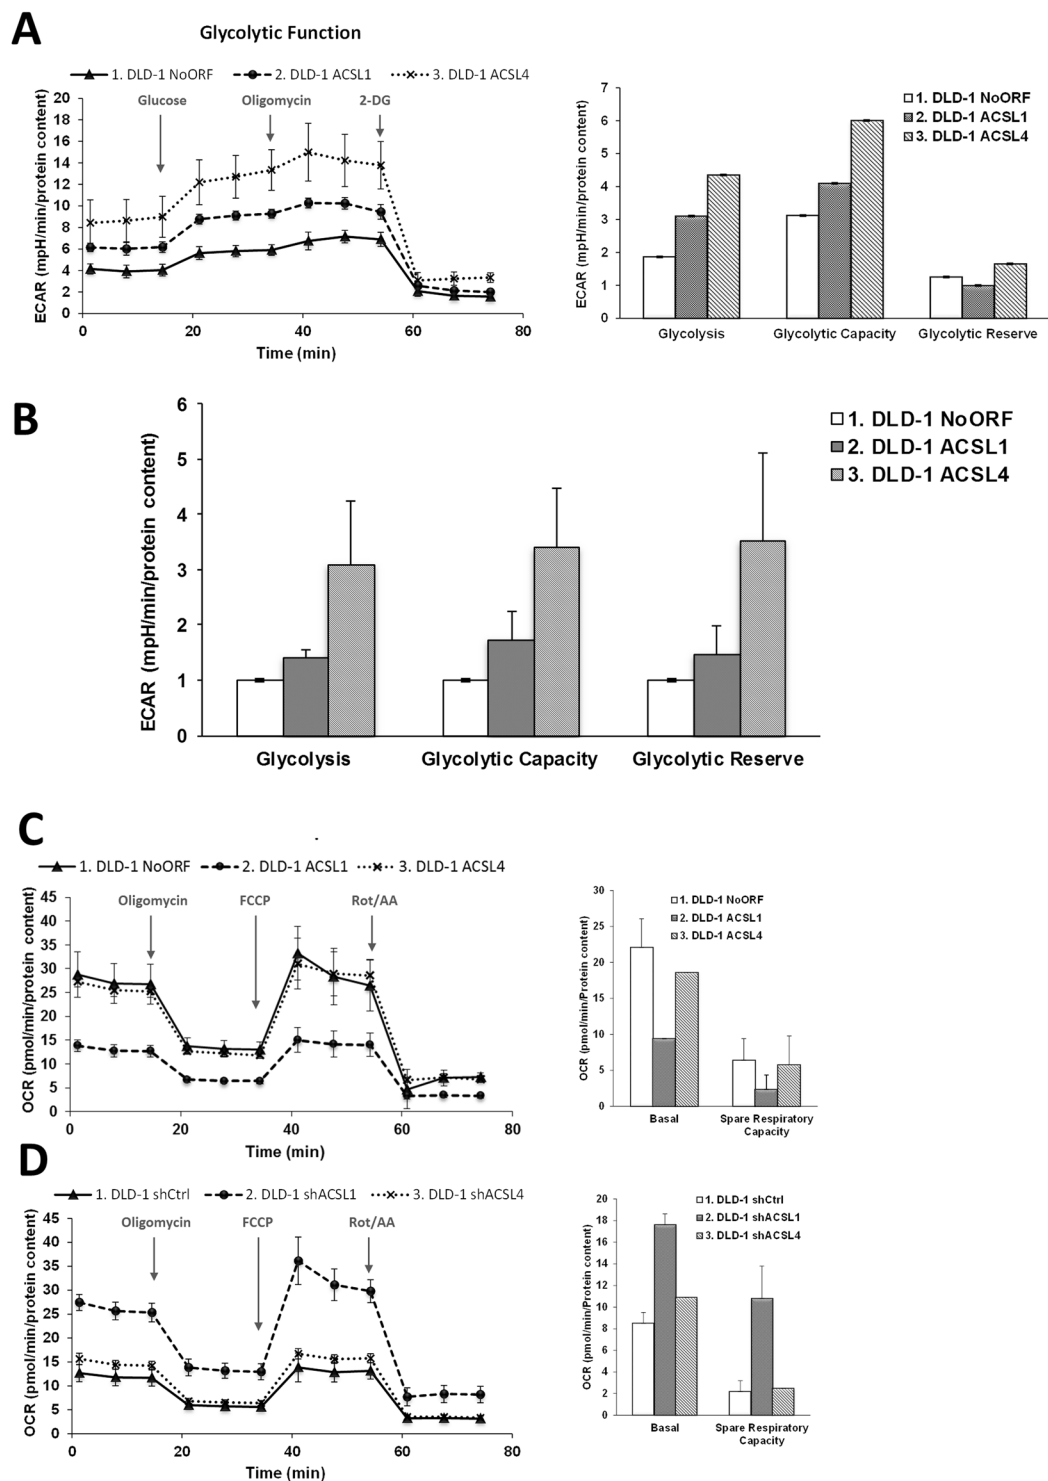 A
Glycolytic Function
1. DLD-1 NoORF 2. DLD-1 ACSL1 3. DLD-1 ACSL4
Glucose Oligomycin 2-DG
ECAR (mpH/min/protein content)
20
18
16
14
12
10
8
6
4
2
0
0 20 40 60 80
Time (min)
1. DLD-1 NoORF
2. DLD-1 ACSL1
3. DLD-1 ACSL4
ECAR (mpH/min/protein content)
7
6
5
4
3
2
1
0
Glycolysis Glycolytic Capacity Glycolytic Reserve
B
ECAR (mpH/min/protein content)
6
5
4
3
2
1
0
1. DLD-1 NoORF
2. DLD-1 ACSL1
3. DLD-1 ACSL4
Glycolysis Glycolytic Capacity Glycolytic Reserve
C
1. DLD-1 NoORF 2. DLD-1 ACSL1 3. DLD-1 ACSL4
Oligomycin FCCP Rot/AA
OCR (pmol/min/protein content)
45
40
35
30
25
20
15
10
5
0
0 20 40 60 80
Time (min)
1. DLD-1 NoORF
2. DLD-1 ACSL1
3. DLD-1 ACSL4
OCR (pmol/min/Protein content)
30
25
20
15
10
5
0
Basal Spare Respiratory
Capacity
D
1. DLD-1 shCtrl 2. DLD-1 shACSL1 3. DLD-1 shACSL4
Oligomycin FCCP Rot/AA
OCR (pmol/min/protein content)
45
40
35
30
25
20
15
10
5
0
0 20 40 60 80
Time (min)
1. DLD-1 shCtrl
2. DLD-1 shACSL1
3. DLD-1 shACSL4
OCR (pmol/min/Protein content)
20
18
16
14
12
10
8
6
4
2
0
Basal Spare Respiratory
Capacity